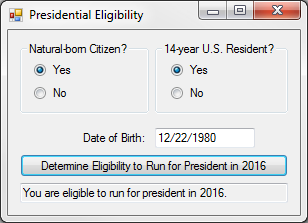 Presidential Eligibility
Natural-born Citizen? 14-year U.S. Resident?
Yes Yes
No No
Date of Birth: 12/22/1980
Determine Eligibility to Run for President in 2016
You are eligible to run for president in 2016.